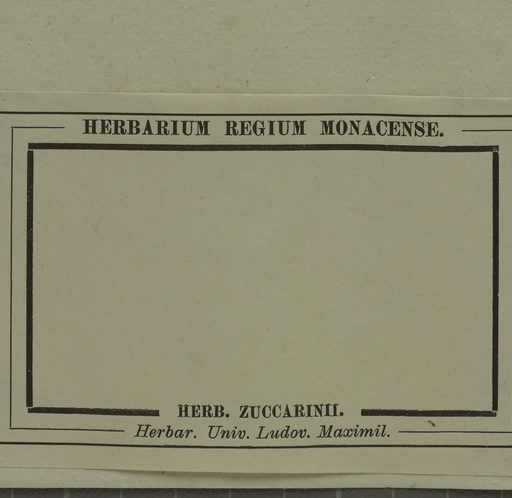 HERBARIUM REGIUM MONACENSE.
HERB. ZUCCARINII.
Herbar. Univ. Ludov. Maximil.